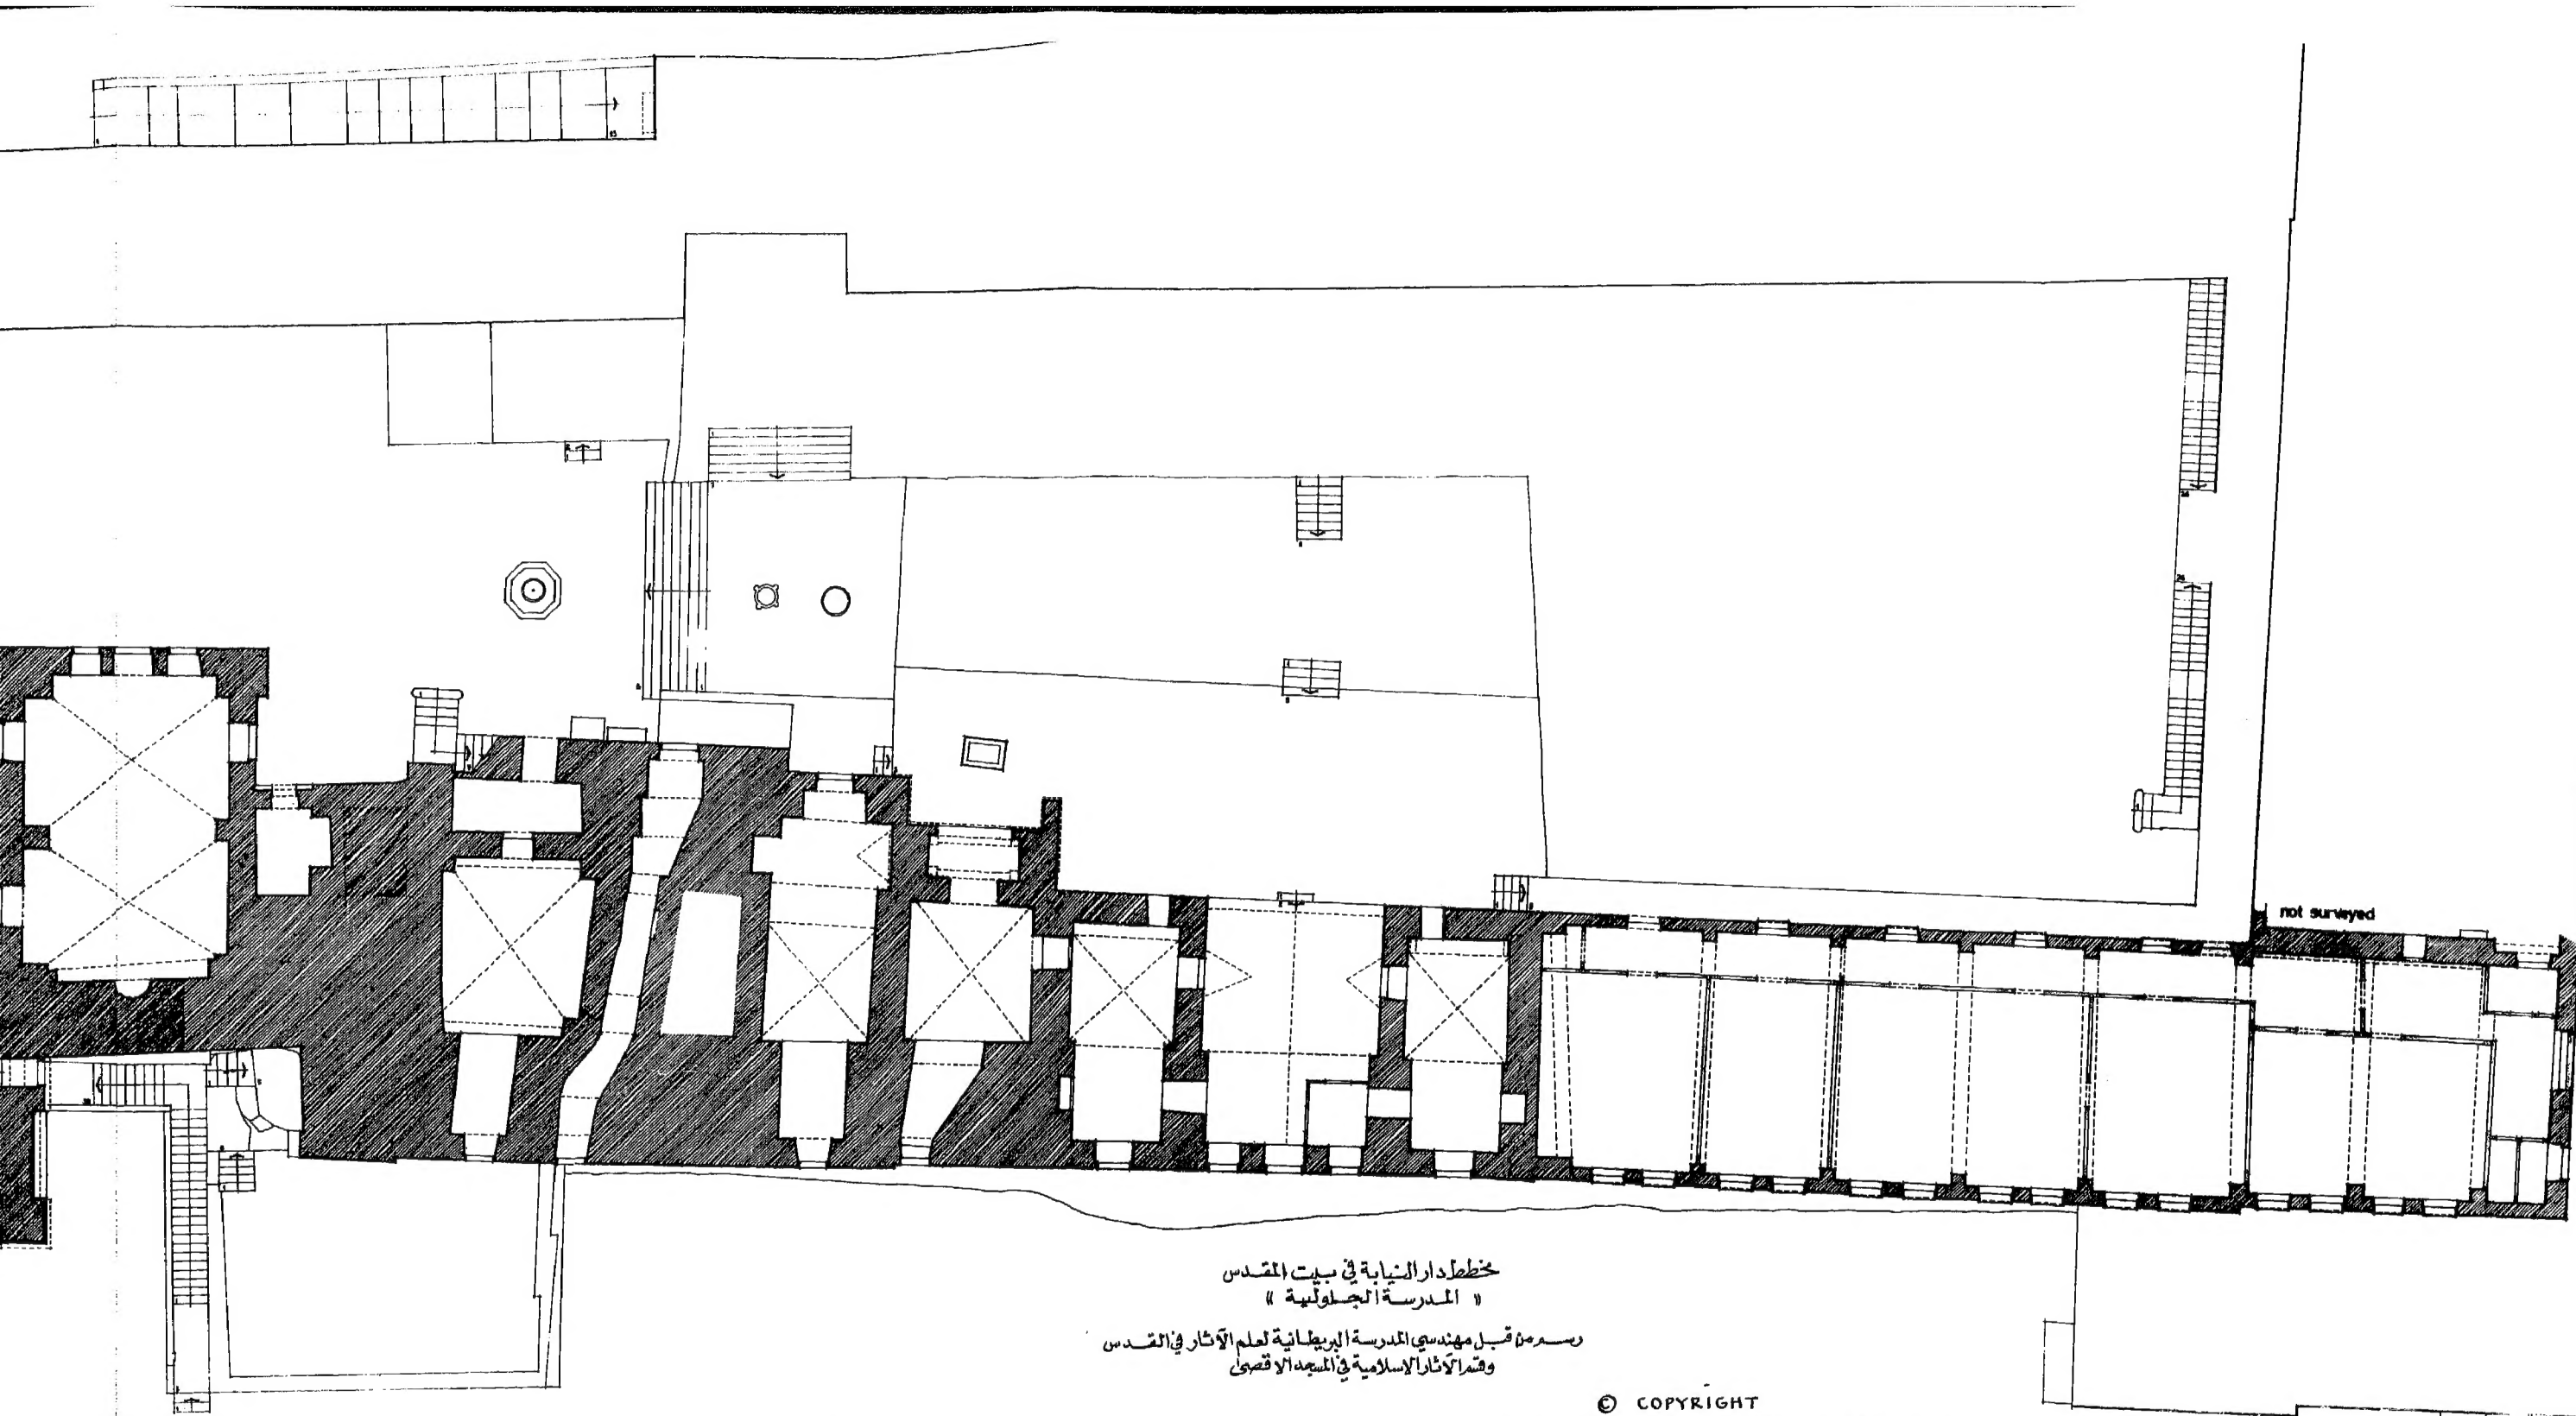 not surveyed
مخطط دار النيابة في بيت المقدس
" المدرسة الجاولية "
رسم من قبل مهندسي المدرسة البريطانية لعلم الآثار في القدس
وقسم الآثار الاسلامية في المسجد الاقصى
© COPYRIGHT